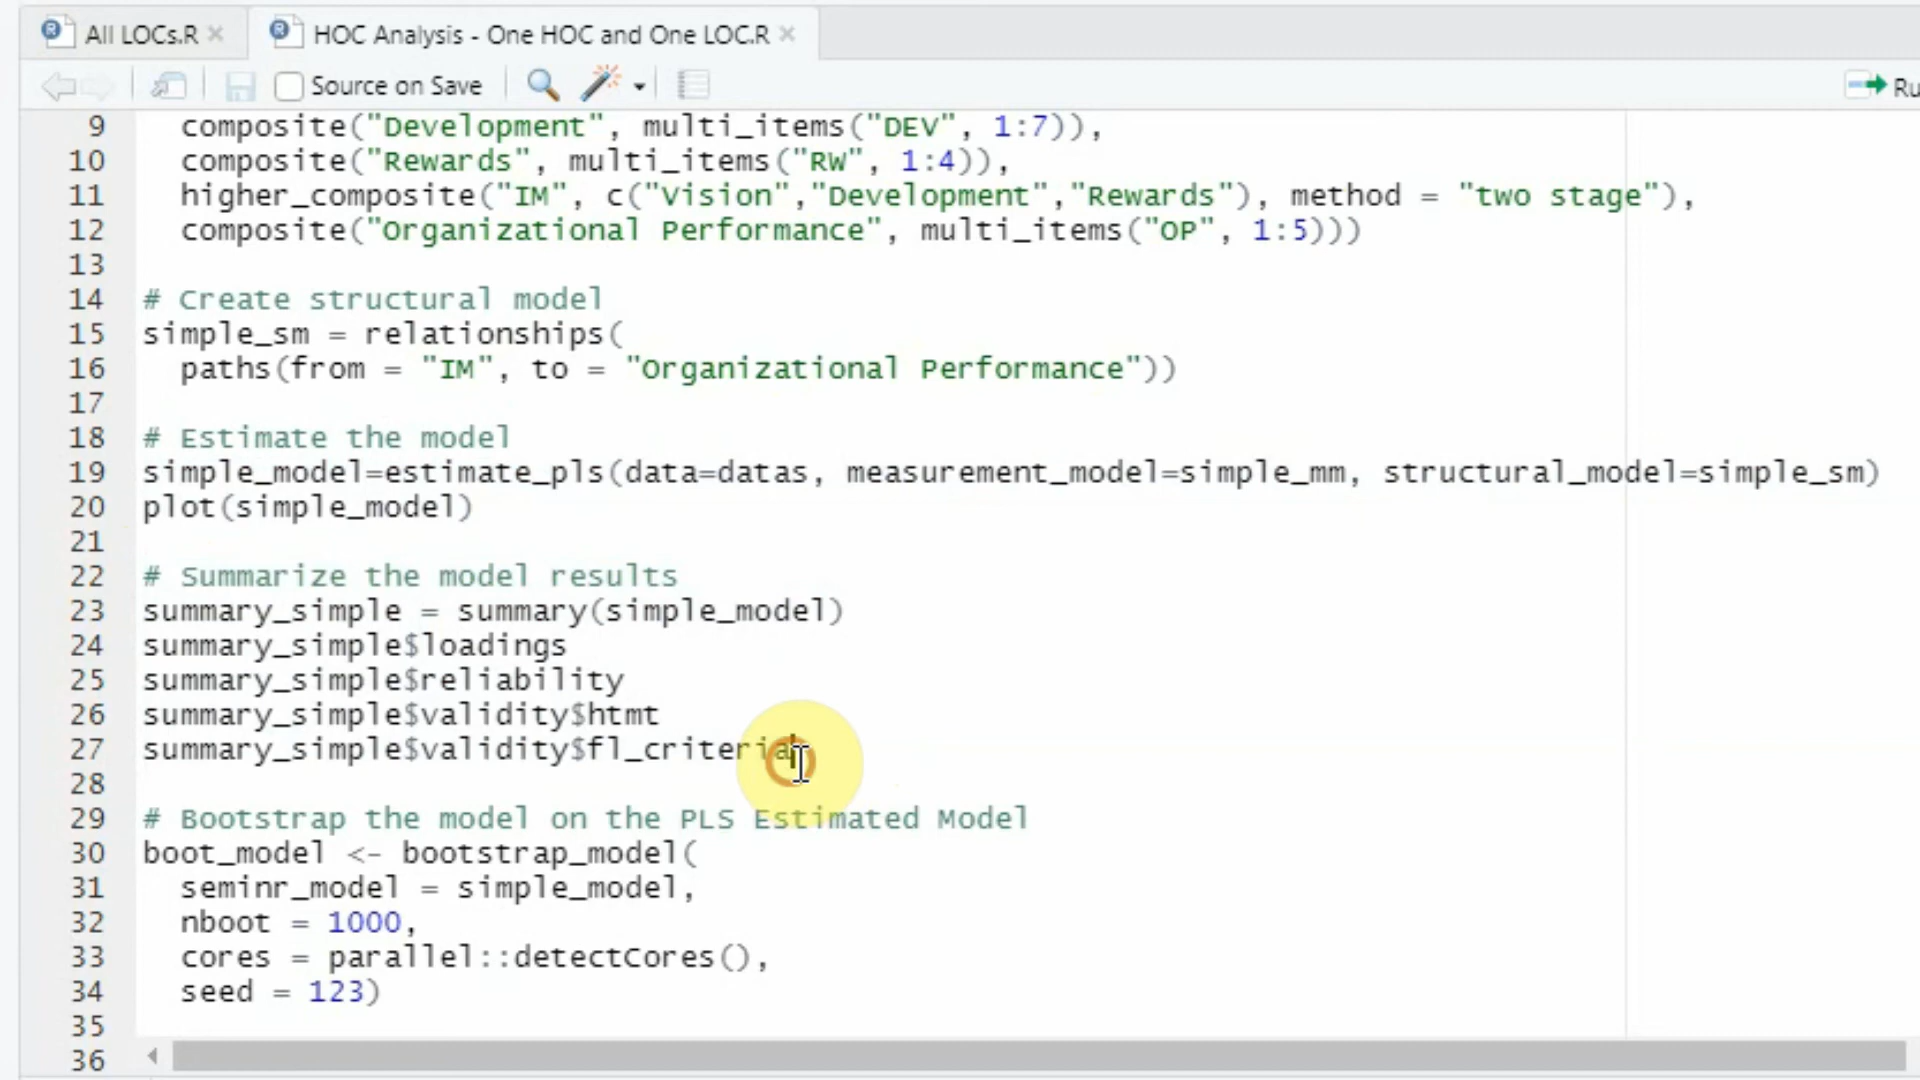 All LOCs.R × HOC Analysis - One HOC and One LOC.R ×
Source on Save Ru
9 composite("Development", multi_items("DEV", 1:7)),
10 composite("Rewards", multi_items("RW", 1:4)),
11 higher_composite("IM", c("Vision","Development","Rewards"), method = "two stage"),
12 composite("Organizational Performance", multi_items("OP", 1:5)))
13
14 # Create structural model
15 simple_sm = relationships(
16 paths(from = "IM", to = "Organizational Performance"))
17
18 # Estimate the model
19 simple_model=estimate_pls(data=datas, measurement_model=simple_mm, structural_model=simple_sm)
20 plot(simple_model)
21
22 # Summarize the model results
23 summary_simple = summary(simple_model)
24 summary_simple$loadings
25 summary_simple$reliability
26 summary_simple$validity$htmt
27 summary_simple$validity$fl_criteria
28
29 # Bootstrap the model on the PLS Estimated Model
30 boot_model <- bootstrap_model(
31 seminr_model = simple_model,
32 nboot = 1000,
33 cores = parallel::detectCores(),
34 seed = 123)
35
36